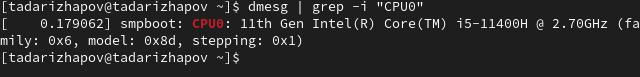 [tadarizhapov@tadarizhapov ~]$ dmesg | grep -i "CPU0"
[    0.179062] smpboot: CPU0: 11th Gen Intel(R) Core(TM) i5-11400H @ 2.70GHz (fa
mily: 0x6, model: 0x8d, stepping: 0x1)
[tadarizhapov@tadarizhapov ~]$